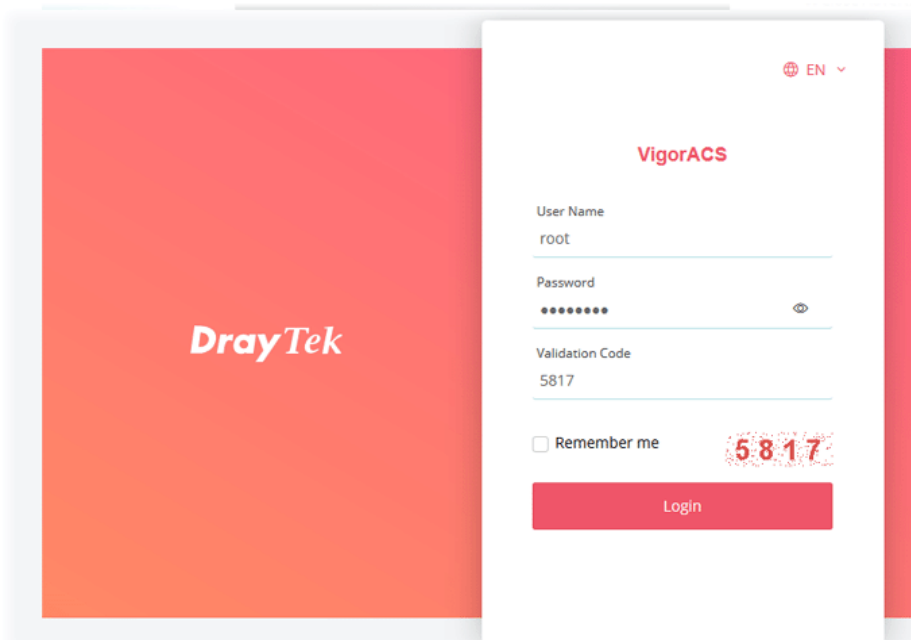 EN
VigorACS
User Name
root
Password
DrayTek
Validation Code
5817
Remember me
5817
Login